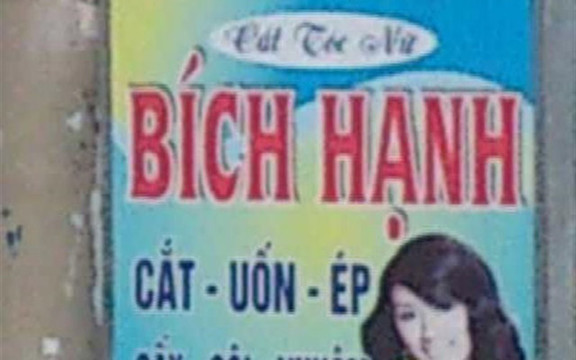 Cắt Tóc Nữ
BÍCH HẠNH
CẮT - UỐN - ÉP